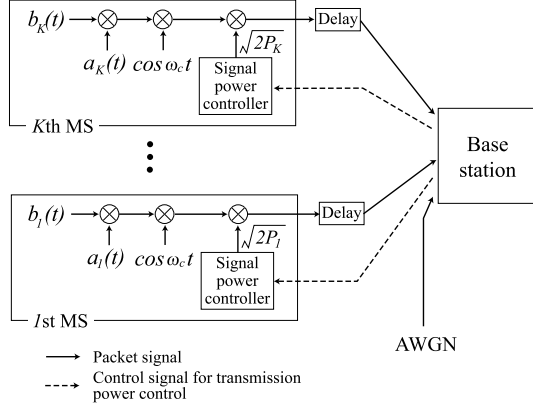 b_K(t)
Delay
√2P_K
a_K(t) cos ω_c t
Signal
power
controller
Kth MS
Base
station
b_1(t)
Delay
√2P_1
a_1(t) cos ω_c t
Signal
power
controller
1st MS
AWGN
Packet signal
Control signal for transmission
power control